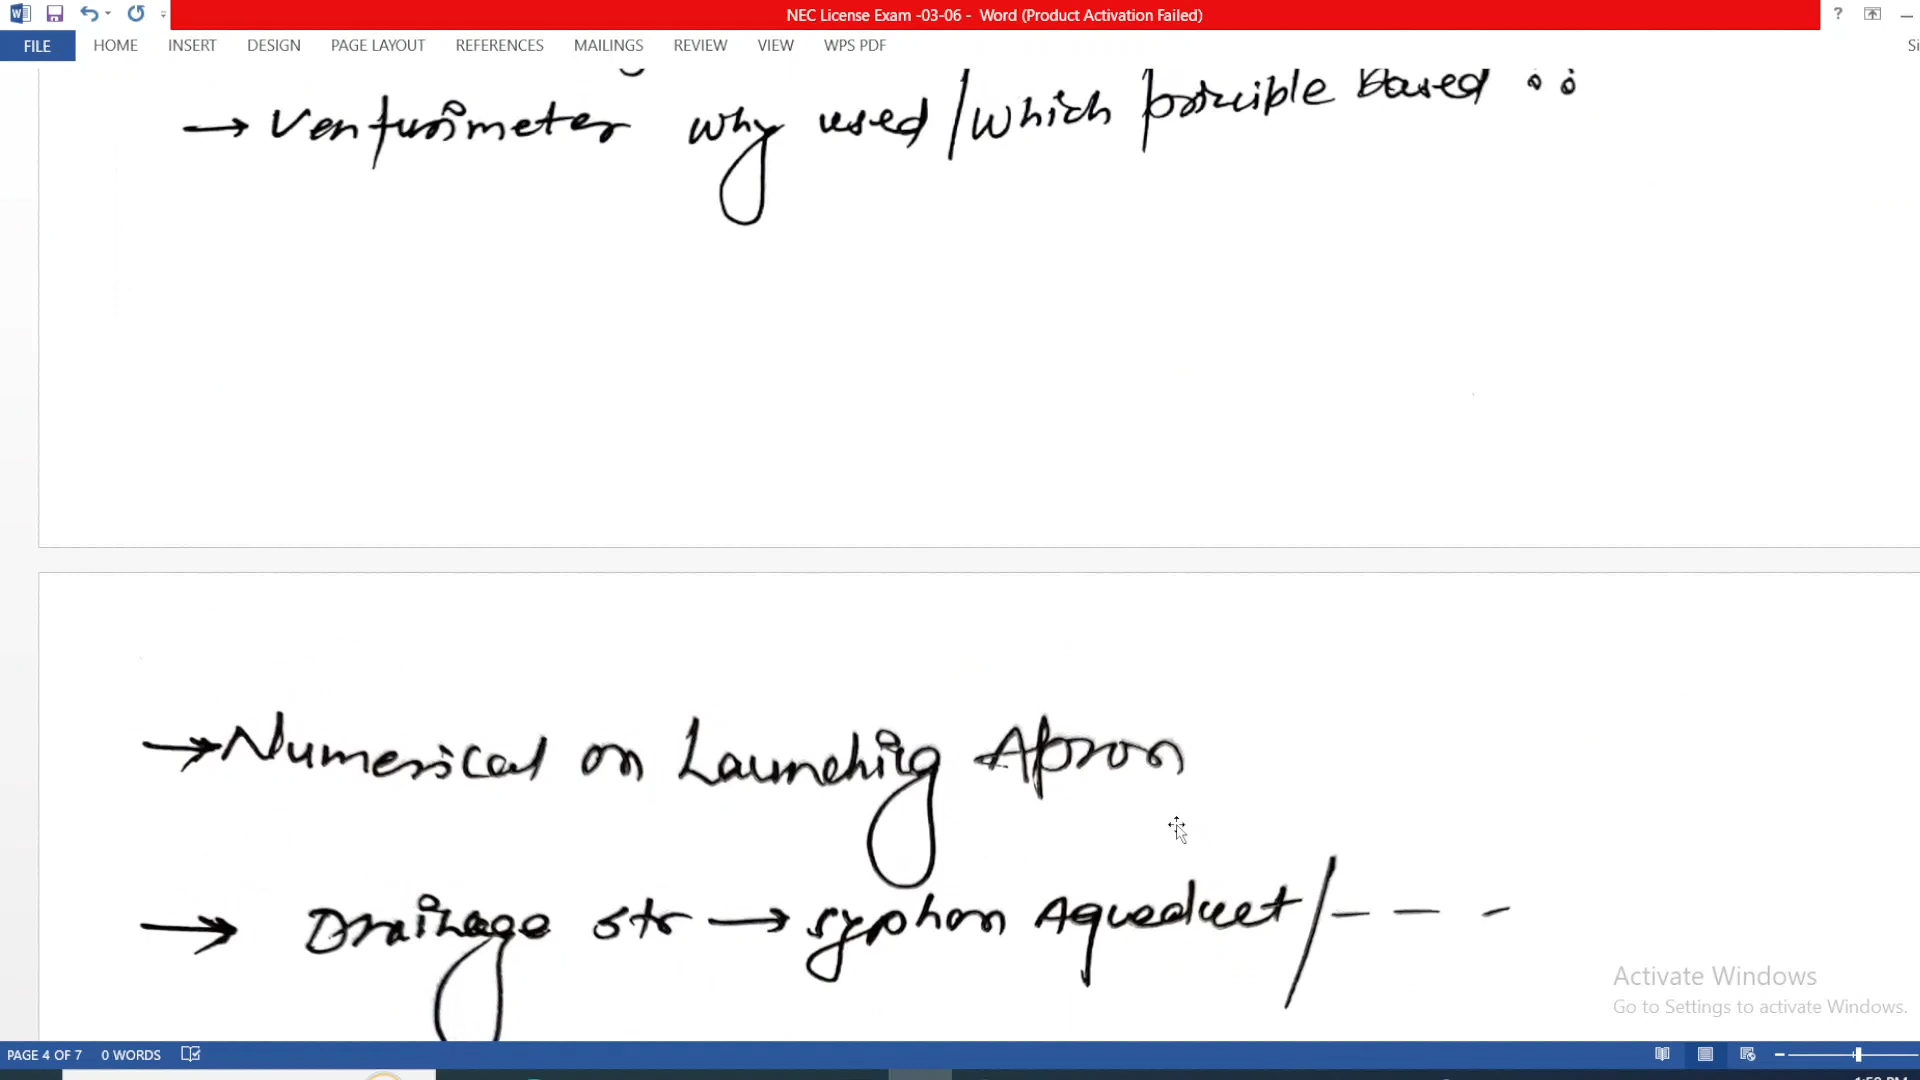 NEC License Exam -03-06 - Word (Product Activation Failed)
FILE HOME INSERT DESIGN PAGE LAYOUT REFERENCES MAILINGS REVIEW VIEW WPS PDF Si
→ Venturimeter why used / which principle based
→ Numerical on Launching Apron
→ Drainage str → syphon Aqueduct / - - -
Activate Windows
Go to Settings to activate Windows.
PAGE 4 OF 7 0 WORDS